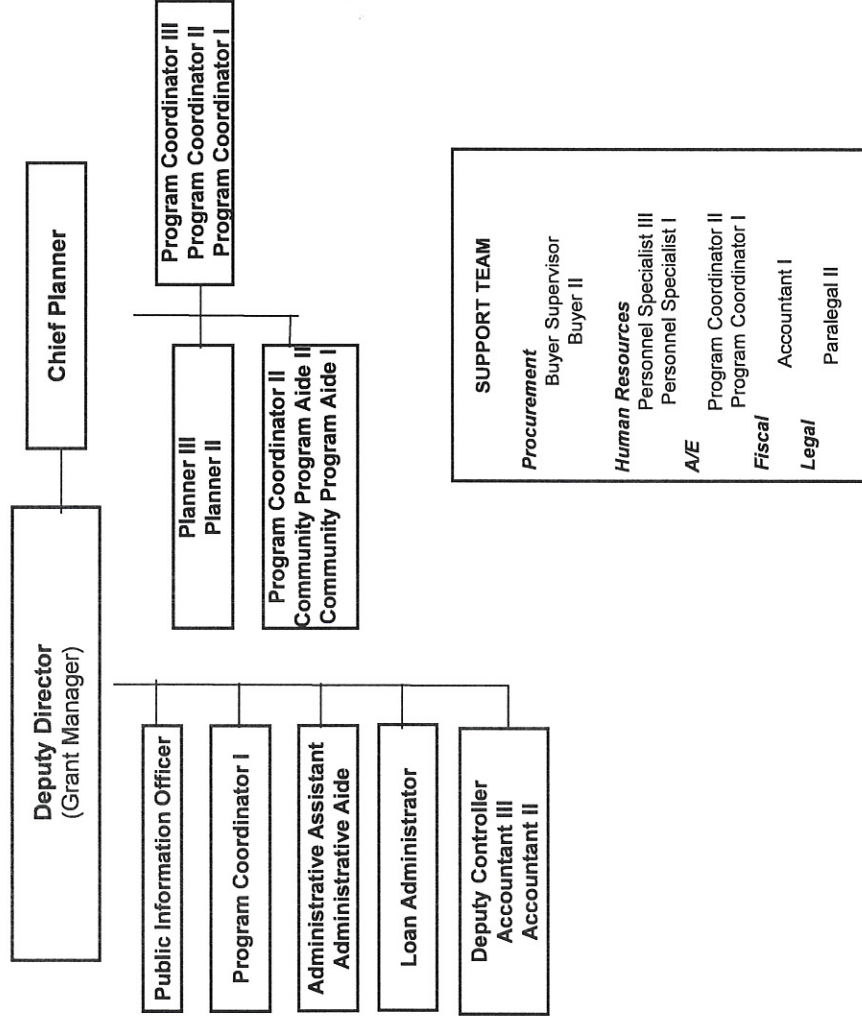 Deputy Director
(Grant Manager)
Chief Planner
Public Information Officer
Program Coordinator I
Administrative Assistant
Administrative Aide
Loan Administrator
Deputy Controller
Accountant III
Accountant II
Planner III
Planner II
Program Coordinator II
Community Program Aide II
Community Program Aide I
Program Coordinator III
Program Coordinator II
Program Coordinator I
SUPPORT TEAM
Procurement
Buyer Supervisor
Buyer II
Human Resources
Personnel Specialist III
Personnel Specialist I
A/E
Program Coordinator II
Program Coordinator I
Fiscal
Accountant I
Legal
Paralegal II